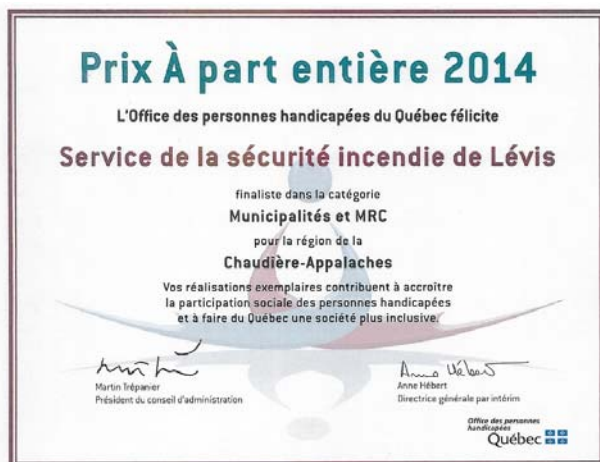 Prix À part entière 2014
L'Office des personnes handicapées du Québec félicite
Service de la sécurité incendie de Lévis
finaliste dans la catégorie
Municipalités et MRC
pour la région de la
Chaudière-Appalaches
Vos réalisations exemplaires contribuent à accroître
la participation sociale des personnes handicapées
et à faire du Québec une société plus inclusive.
Anne Hébert
Martin Trépanier
Président du conseil d'administration
Anne Hébert
Directrice générale par intérim
Office des personnes
handicapées
Québec